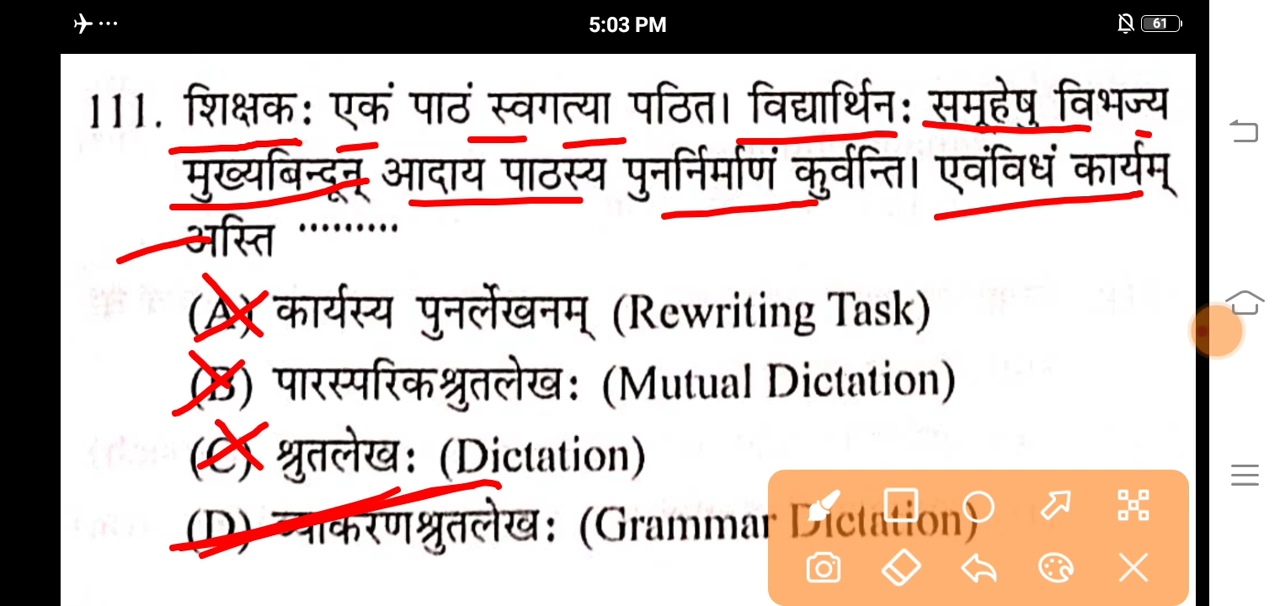 5:03 PM
61
111. शिक्षक: एकं पाठं स्वगत्या पठित। विद्यार्थिन: समूहेषु विभज्य
मुख्यबिन्दून् आदाय पाठस्य पुनर्निर्माणं कुर्वन्ति। एवंविधं कार्यम्
अस्ति ·········
(A) कार्यस्य पुनर्लेखनम् (Rewriting Task)
(B) पारस्परिकश्रुतलेख: (Mutual Dictation)
(C) श्रुतलेख: (Dictation)
(D) व्याकरणश्रुतलेख: (Grammar Dictation)